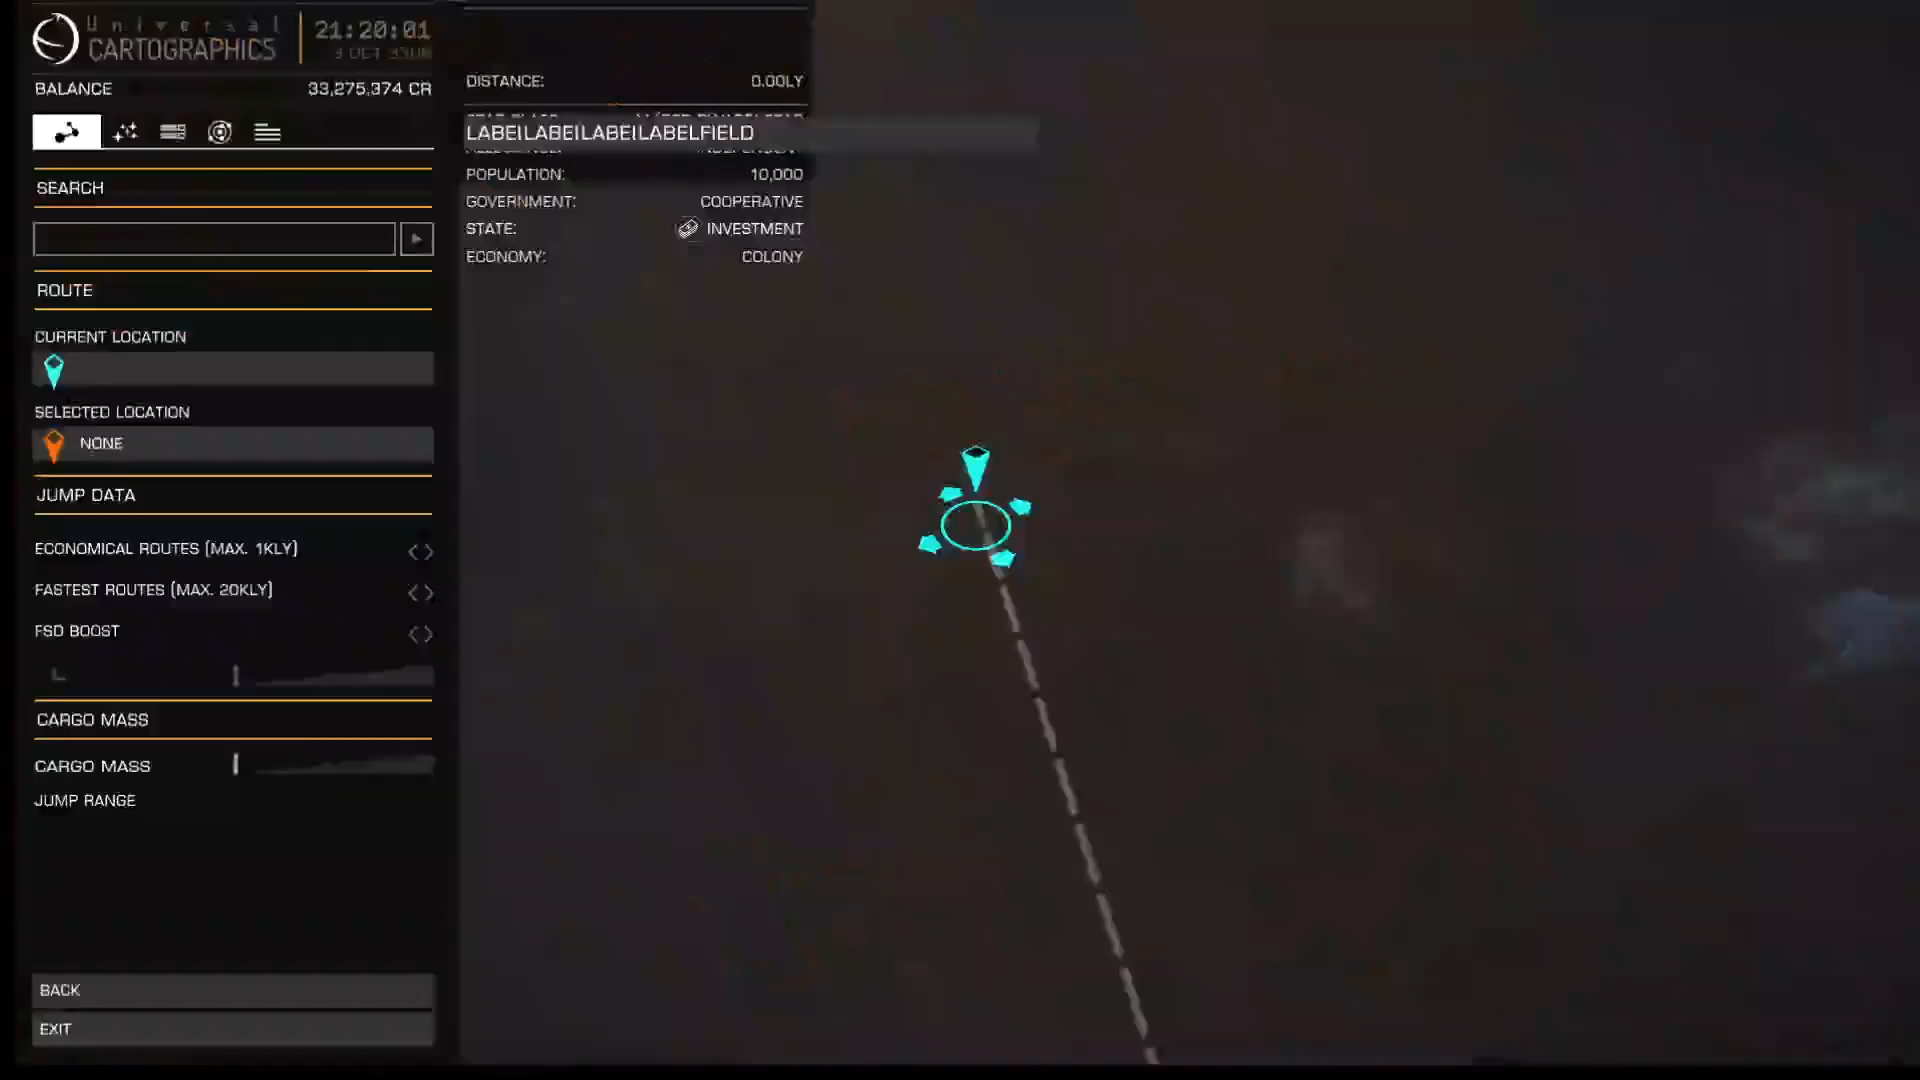 Universal
CARTOGRAPHICS
21:20:01
BALANCE
33,275,374 CR
SEARCH
ROUTE
CURRENT LOCATION
SELECTED LOCATION
NONE
JUMP DATA
ECONOMICAL ROUTES (MAX. 1KLY)
FASTEST ROUTES (MAX. 20KLY)
FSD BOOST
CARGO MASS
CARGO MASS
JUMP RANGE
BACK
EXIT
DISTANCE: 0.00LY
LABEILABEILABEILABELFIELD
POPULATION: 10,000
GOVERNMENT: COOPERATIVE
STATE: INVESTMENT
ECONOMY: COLONY